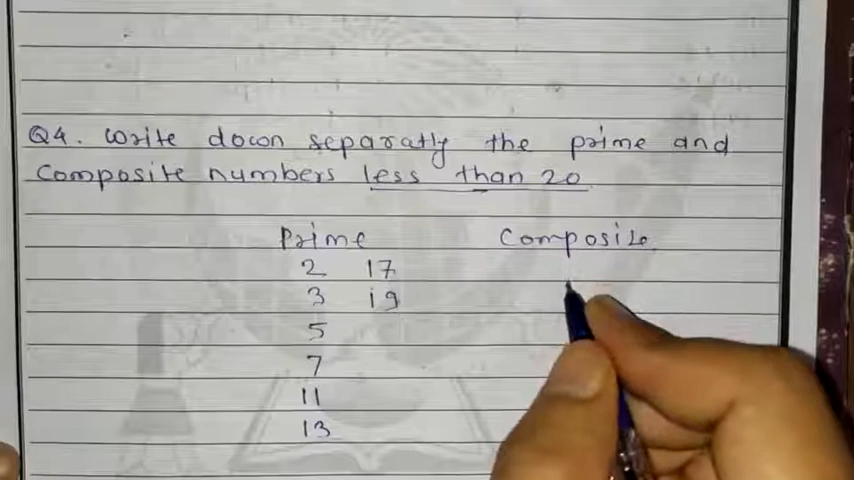 Q4. Write down separatly the prime and
Composite numbers less than 20
Prime Composite
2 17
3 19
5
7
11
13